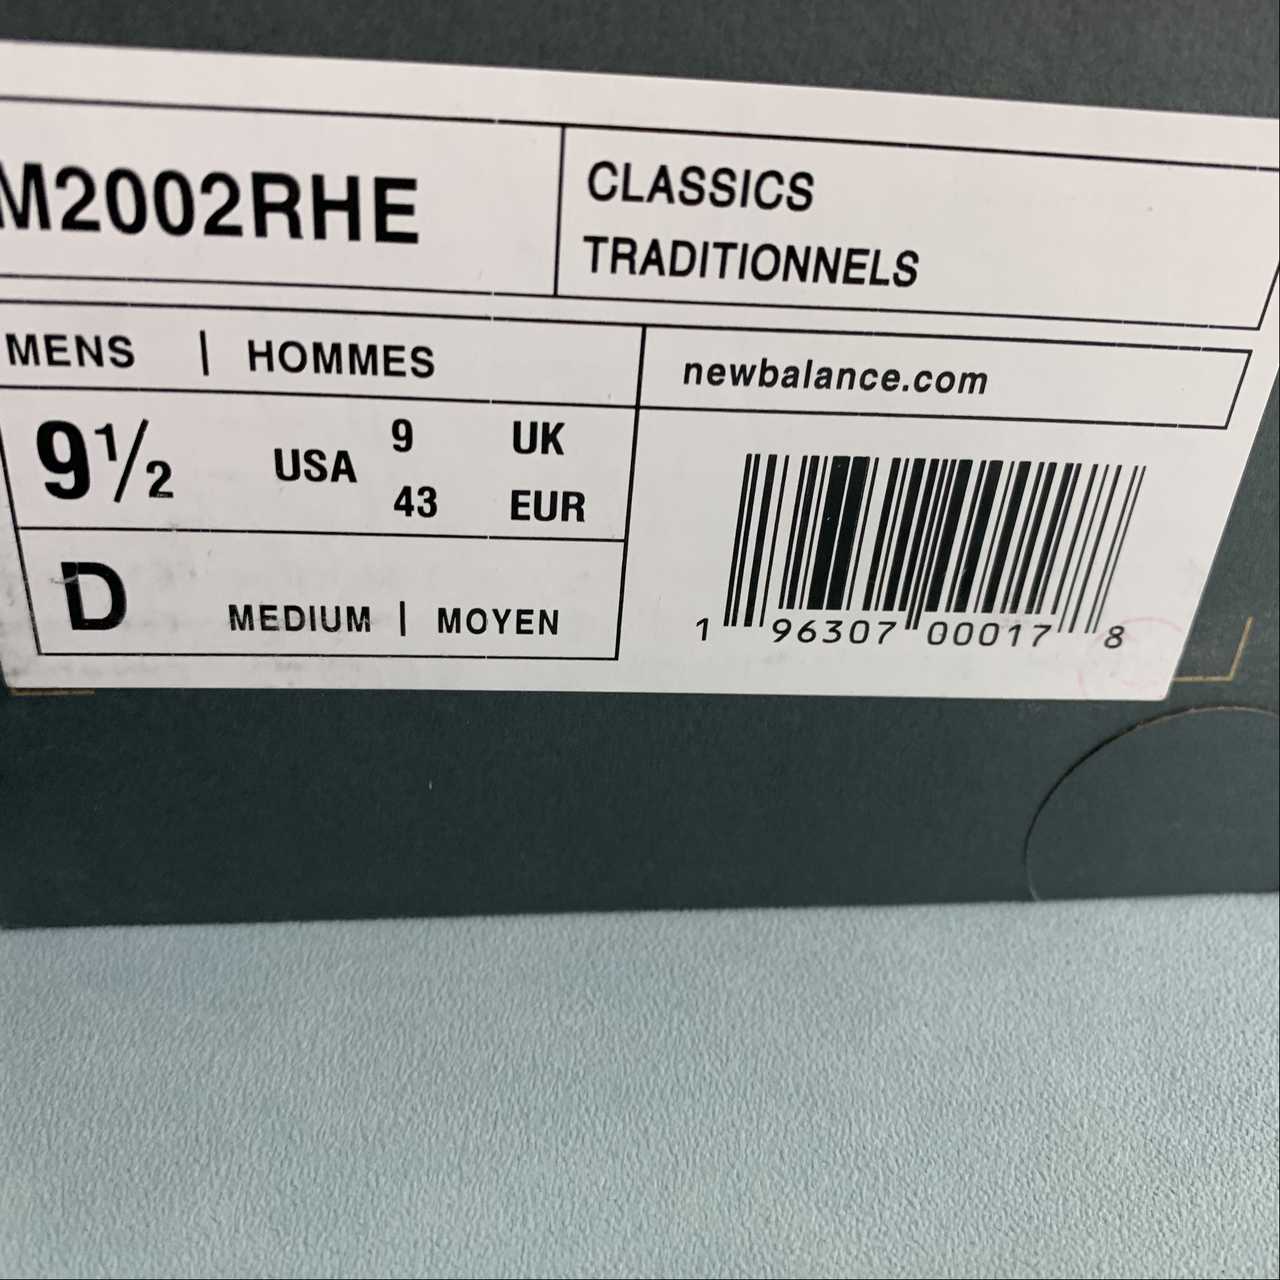 M2002RHE
CLASSICS
TRADITIONNELS
MENS | HOMMES
newbalance.com
9½ USA 9 UK
43 EUR
D MEDIUM | MOYEN
1 96307 00017 8